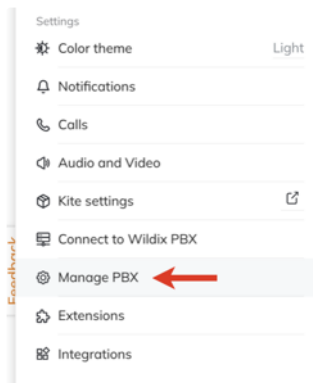 Settings
Color theme Light
Notifications
Calls
Audio and Video
Kite settings
Connect to Wildix PBX
Manage PBX
Extensions
Integrations
Feedback